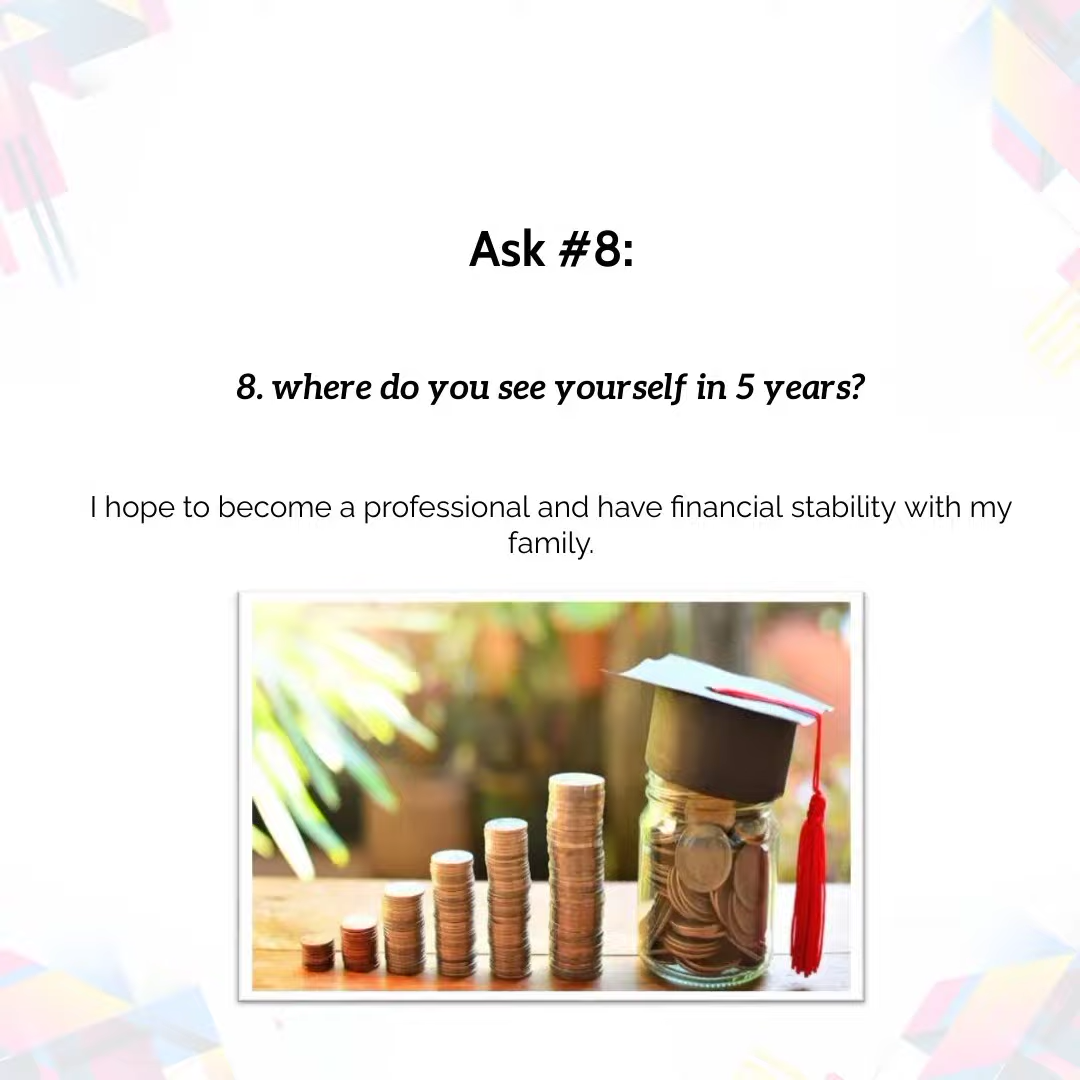 Ask #8:
8. where do you see yourself in 5 years?
I hope to become a professional and have financial stability with my
family.